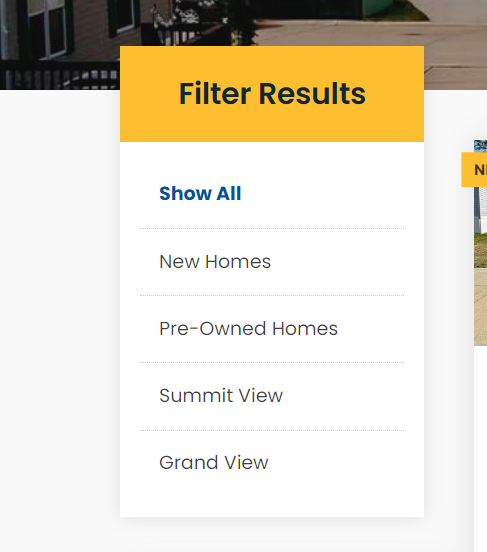 Filter Results
Show All
New Homes
Pre-Owned Homes
Summit View
Grand View